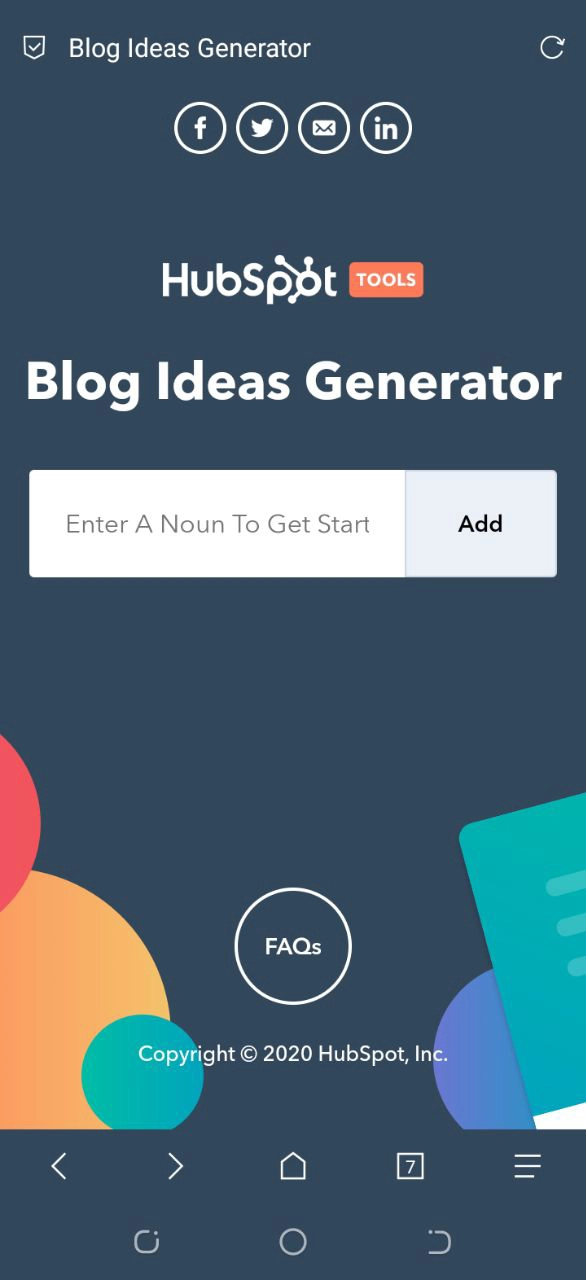 Blog Ideas Generator
HubSpot TOOLS
Blog Ideas Generator
Enter A Noun To Get Start
Add
FAQs
Copyright © 2020 HubSpot, Inc.
7